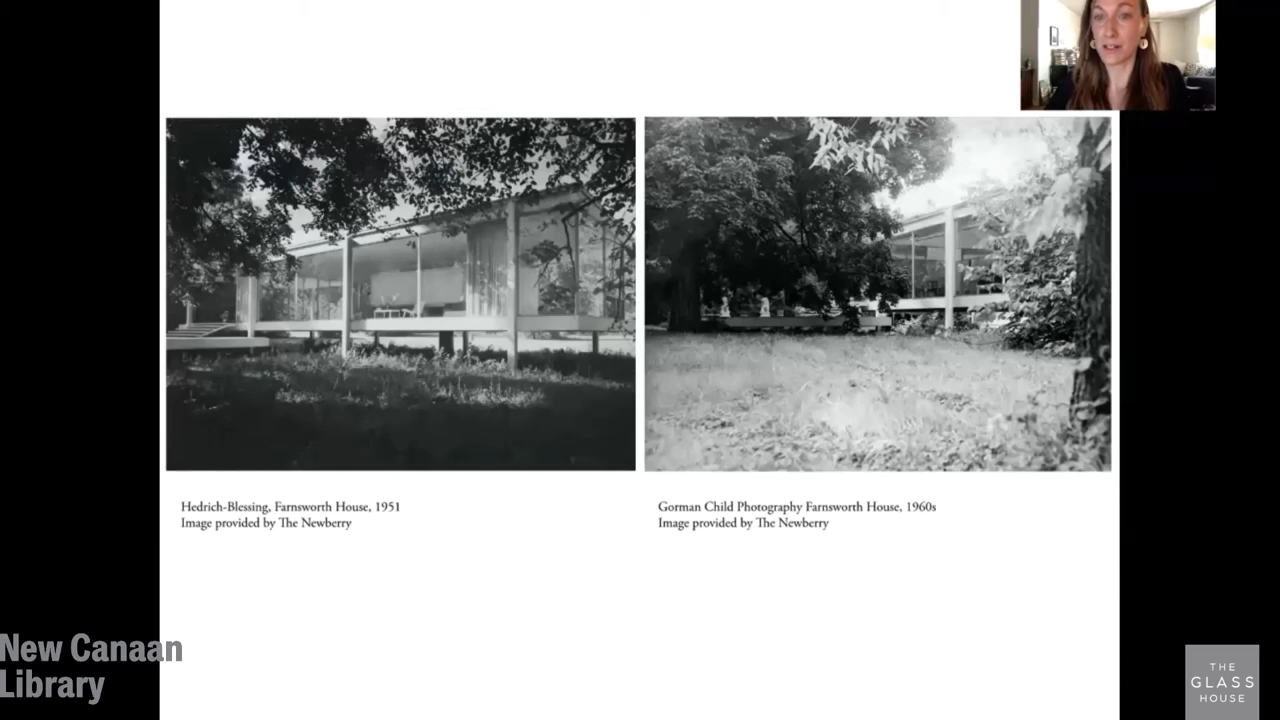 Hedrich-Blessing, Farnsworth House, 1951
Image provided by The Newberry
Gorman Child Photography Farnsworth House, 1960s
Image provided by The Newberry
New Canaan
Library
THE
GLASS
HOUSE